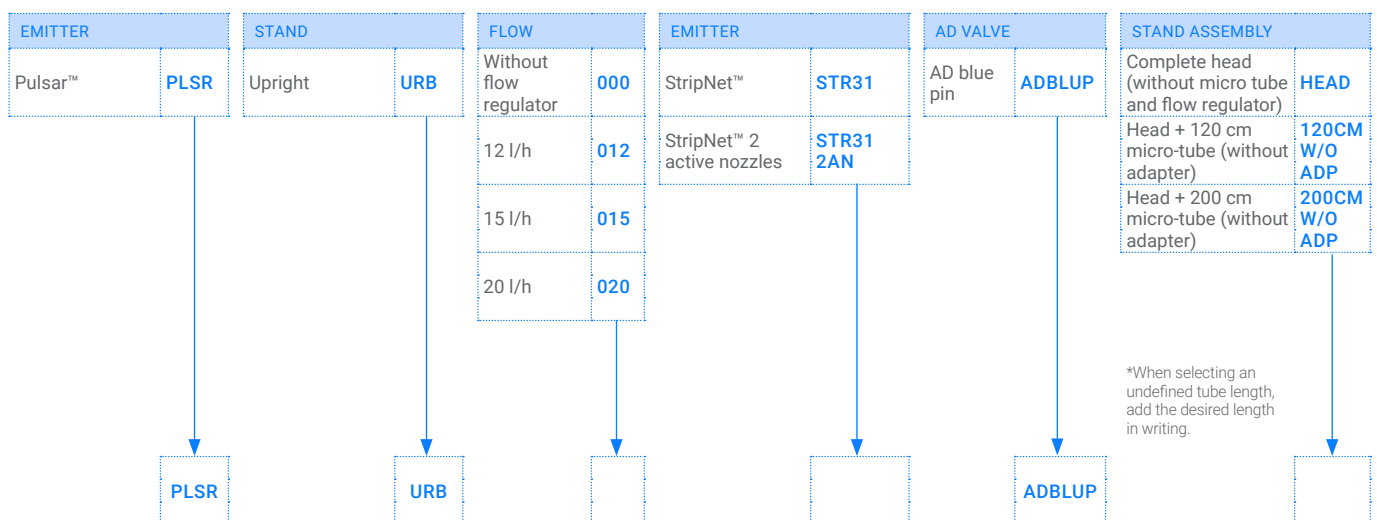 EMITTER
Pulsar™
PLSR
STAND
Upright
URB
FLOW
Without
flow
regulator
000
12 l/h
012
15 l/h
015
20 l/h
020
EMITTER
StripNet™
STR31
StripNet™ 2
active nozzles
STR31
2AN
AD VALVE
AD blue
pin
ADBLUP
STAND ASSEMBLY
Complete head
(without micro tube
and flow regulator)
HEAD
Head + 120 cm
micro-tube (without
adapter)
120CM
W/O
ADP
Head + 200 cm
micro-tube (without
adapter)
200CM
W/O
ADP
*When selecting an
undefined tube length,
add the desired length
in writing.
PLSR
URB
ADBLUP